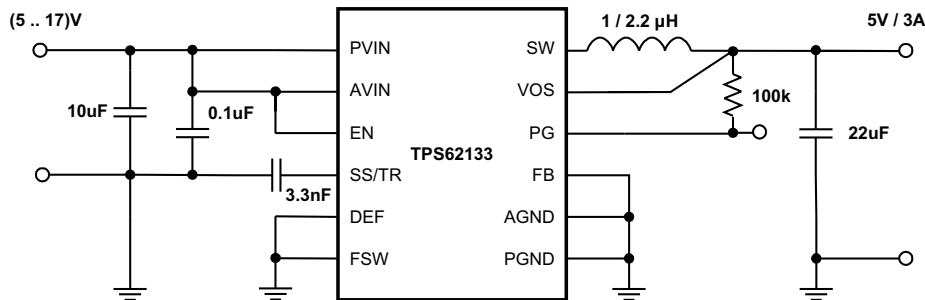 (5 .. 17)V
1 / 2.2 µH
5V / 3A
PVIN
SW
AVIN
VOS
10uF
0.1uF
100k
EN
PG
22uF
TPS62133
SS/TR
FB
3.3nF
DEF
AGND
FSW
PGND